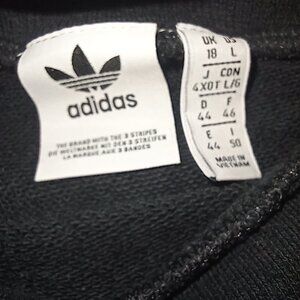 adidas
THE BRAND WITH THE 3 STRIPES
DIE WELTMARKE MIT DEN 3 STREIFEN
LA MARQUE AUX 3 BANDES
UK US
18 L
J CON
4XOT L/G
D F
44 46
E I
44 50
MADE IN
VIETNAM